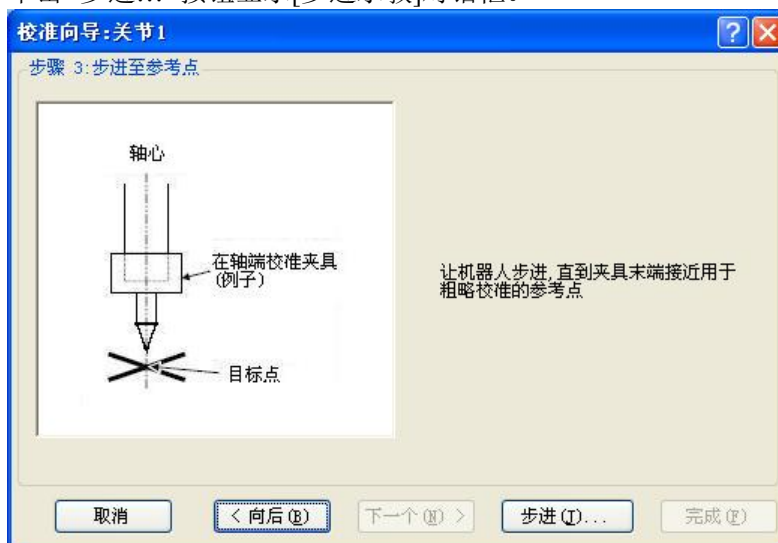 校准向导:关节1
步骤 3:步进至参考点
轴心
在轴端校准夹具
(例子)
目标点
让机器人步进,直到夹具末端接近用于
粗略校准的参考点
取消
< 向后(B)
下一个(N) >
步进(J)...
完成(F)